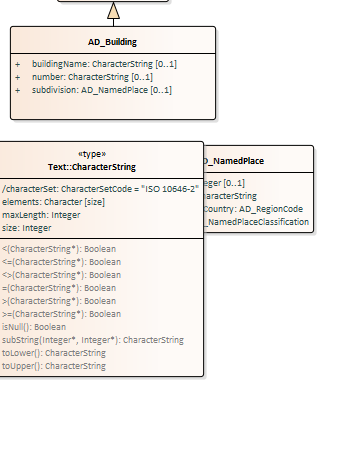 AD_Building
+ buildingName: CharacterString [0..1]
+ number: CharacterString [0..1]
+ subdivision: AD_NamedPlace [0..1]
«type»
Text::CharacterString
/characterSet: CharacterSetCode = "ISO 10646-2"
elements: Character [size]
maxLength: Integer
size: Integer
<(CharacterString*): Boolean
<=(CharacterString*): Boolean
<>(CharacterString*): Boolean
=(CharacterString*): Boolean
>(CharacterString*): Boolean
>=(CharacterString*): Boolean
isNull(): Boolean
subString(Integer*, Integer*): CharacterString
toLower(): CharacterString
toUpper(): CharacterString
D_NamedPlace
eger [0..1]
aracterString
Country: AD_RegionCode
_NamedPlaceClassification